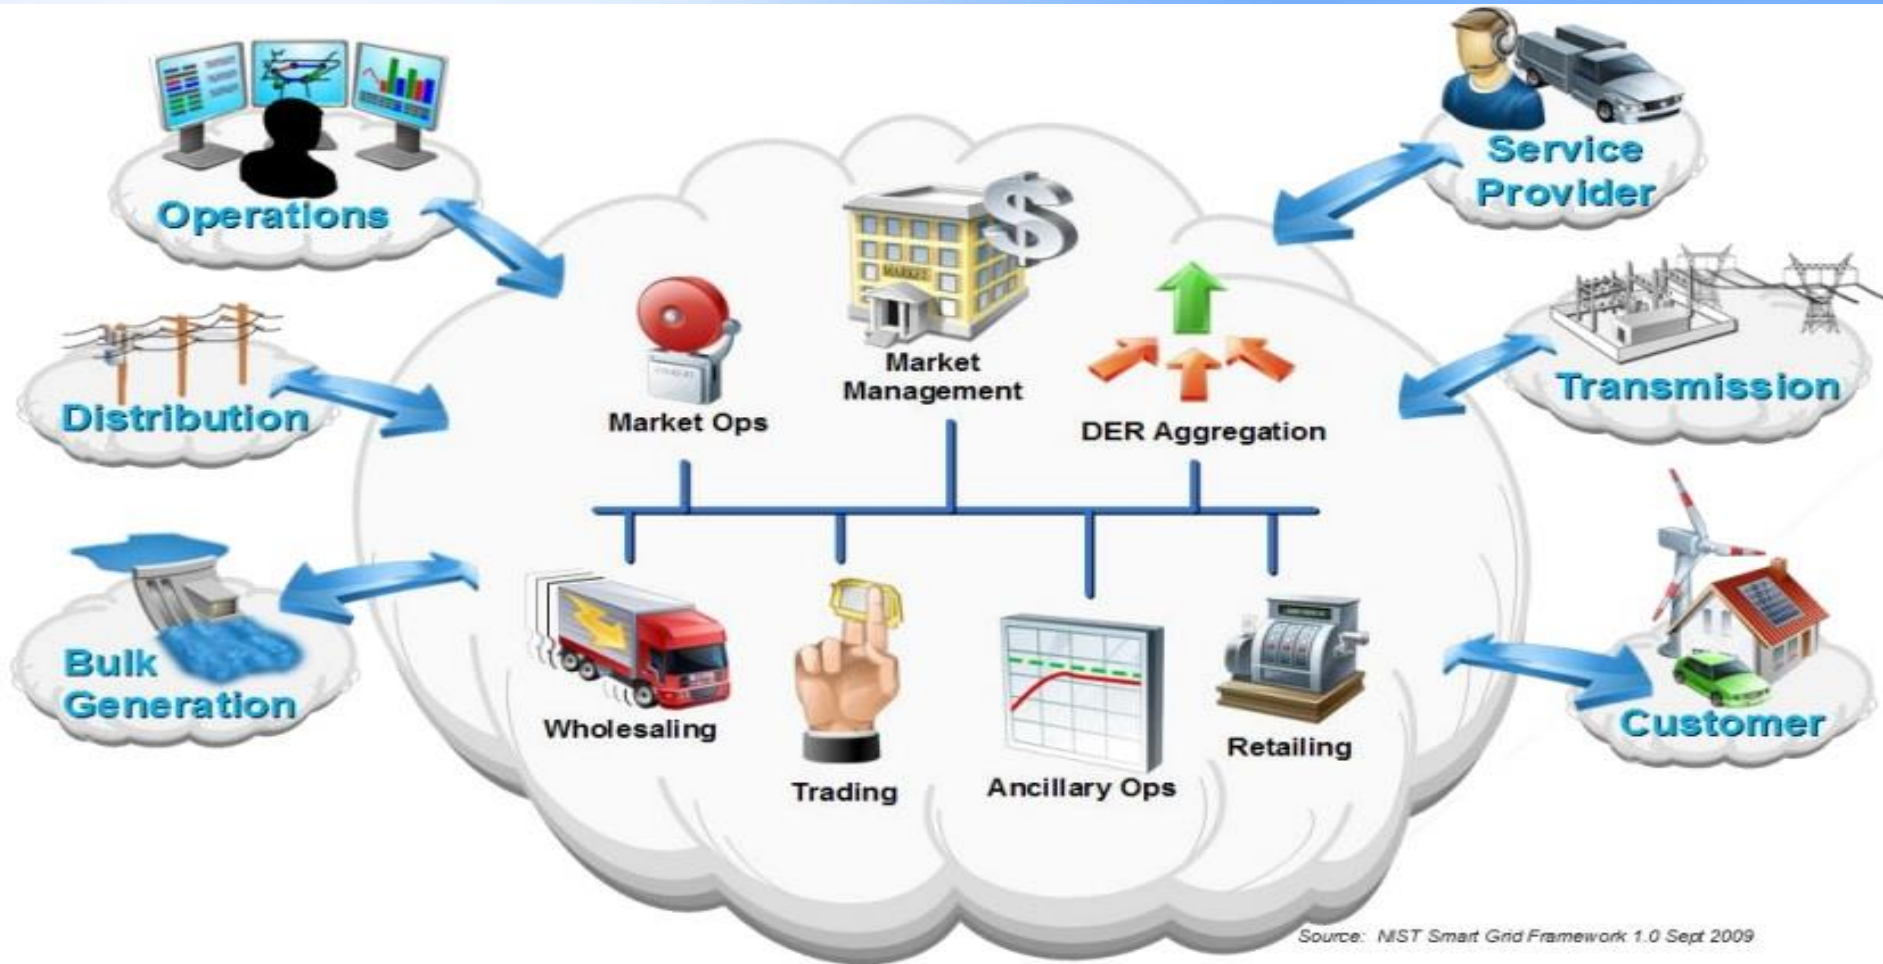 Operations
Service
Provider
MARKET
Market
Management
Market Ops
DER Aggregation
Distribution
Transmission
Bulk
Generation
Wholesaling
Trading
Ancillary Ops
Retailing
Customer
Source: NIST Smart Grid Framework 1.0 Sept 2009